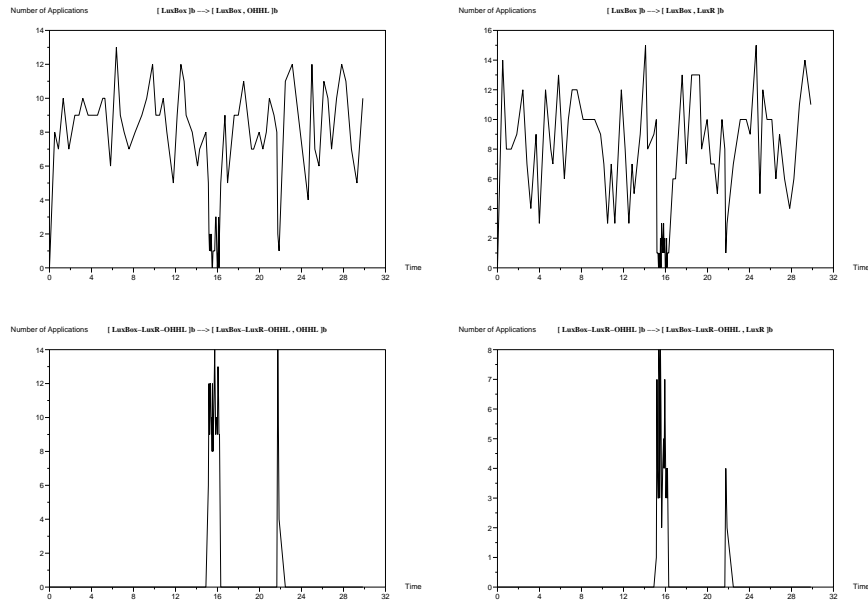 Number of Applications [ LuxBox ]b −−> [ LuxBox , OHHL ]b
14
12
10
8
6
4
2
0
0 4 8 12 16 20 24 28 32
Time
Number of Applications [ LuxBox ]b −−> [ LuxBox , LuxR ]b
16
14
12
10
8
6
4
2
0
0 4 8 12 16 20 24 28 32
Time
Number of Applications [ LuxBox−LuxR−OHHL ]b −−> [ LuxBox−LuxR−OHHL , OHHL ]b
14
12
10
8
6
4
2
0
0 4 8 12 16 20 24 28 32
Time
Number of Applications [ LuxBox−LuxR−OHHL ]b −−> [ LuxBox−LuxR−OHHL , LuxR ]b
8
7
6
5
4
3
2
1
0
0 4 8 12 16 20 24 28 32
Time